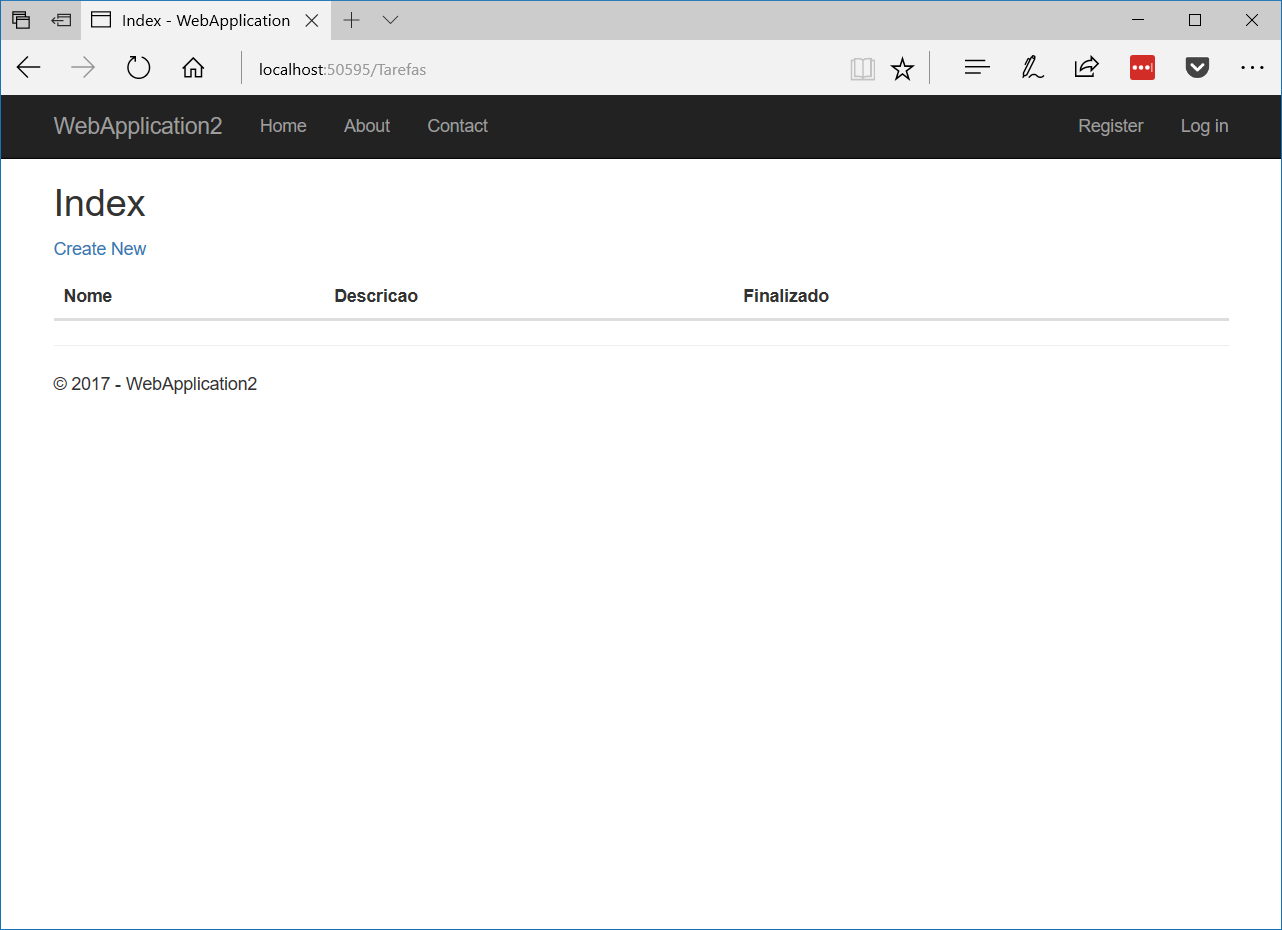 Index - WebApplication
localhost:50595/Tarefas
WebApplication2 Home About Contact Register Log in
Index
Create New
Nome Descricao Finalizado
© 2017 - WebApplication2